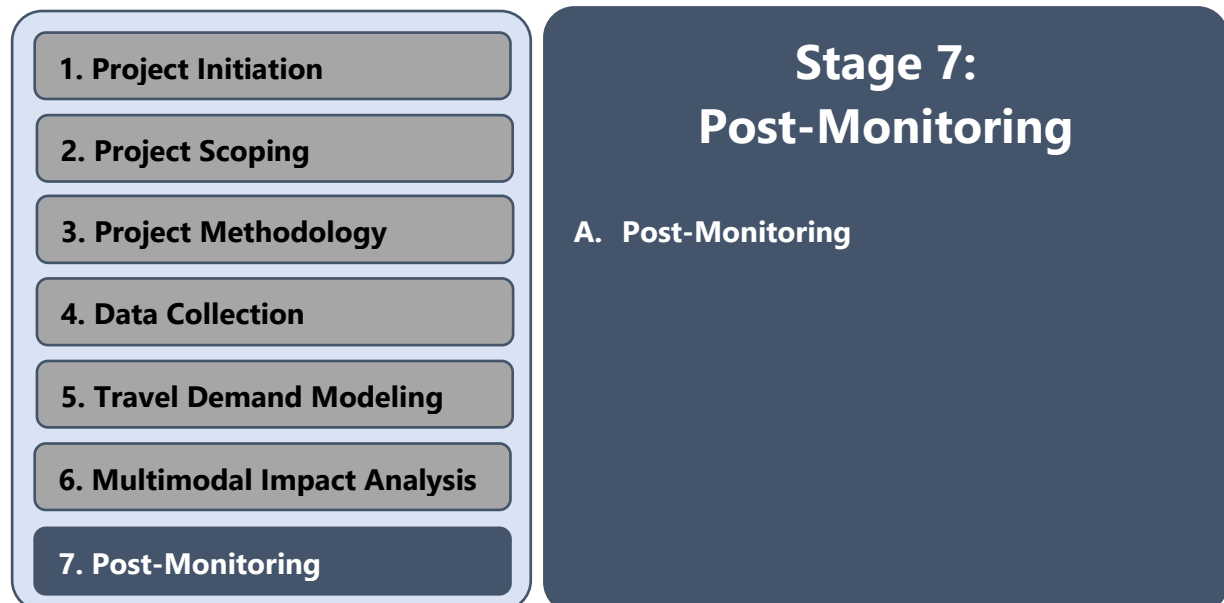 1. Project Initiation
2. Project Scoping
3. Project Methodology
4. Data Collection
5. Travel Demand Modeling
6. Multimodal Impact Analysis
7. Post-Monitoring
Stage 7:
Post-Monitoring
A. Post-Monitoring